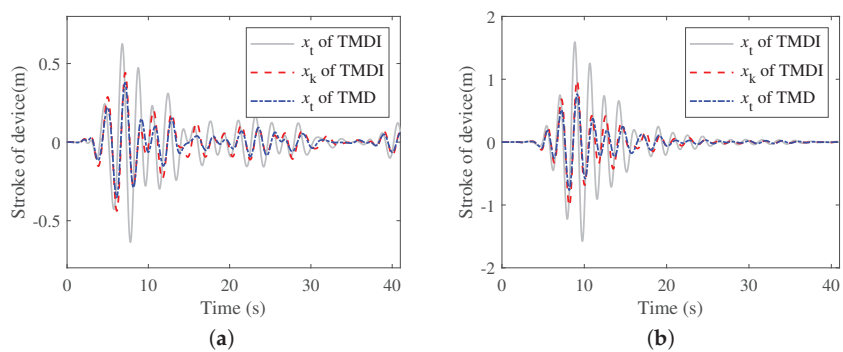 Stroke of device(m)
0.5
0
-0.5
0
10
20
30
40
Time (s)
x_t of TMDI
x_k of TMDI
x_t of TMD
(a)
Stroke of device(m)
2
1
0
-1
-2
0
10
20
30
40
Time (s)
x_t of TMDI
x_k of TMDI
x_t of TMD
(b)